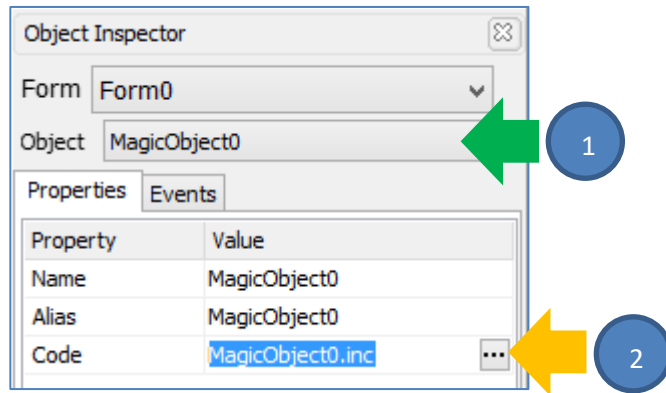 Object Inspector
Form Form0
Object MagicObject0
1
Properties Events
Property Value
Name MagicObject0
Alias MagicObject0
Code MagicObject0.inc ...
2